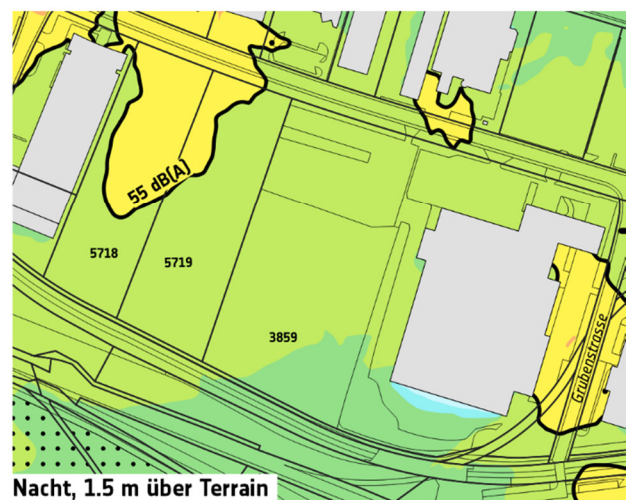 55 dB(A)
5718
5719
3859
Grubenstrasse
Nacht, 1.5 m über Terrain